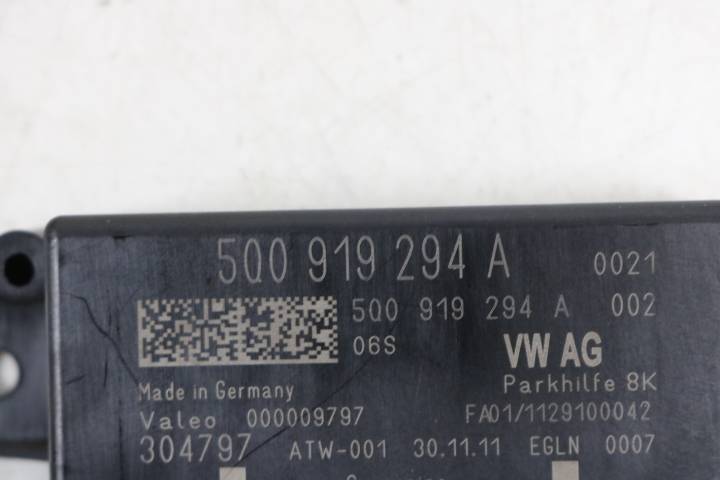 5Q0 919 294 A 0021
5Q0 919 294 A 002
06S VW AG
Made in Germany Parkhilfe 8K
Valeo 000009797 FA01/1129100042
304797 ATW-001 30.11.11 EGLN 0007